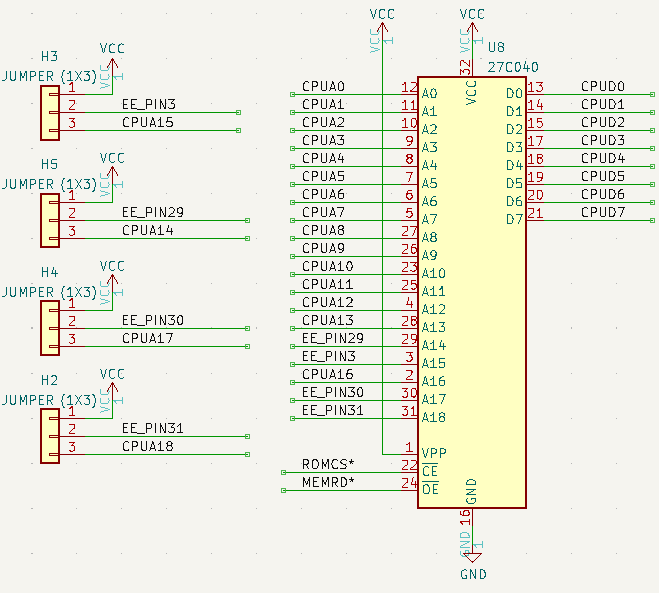 H3
JUMPER (1X3)
VCC
VCC
1
1
2
3
EE_PIN3
CPUA15
H5
JUMPER (1X3)
VCC
VCC
1
1
2
3
EE_PIN29
CPUA14
H4
JUMPER (1X3)
VCC
VCC
1
1
2
3
EE_PIN30
CPUA17
H2
JUMPER (1X3)
VCC
VCC
1
1
2
3
EE_PIN31
CPUA18
VCC
VCC
1
VCC
VCC
1
U8
27C040
32
VCC
CPUA0 12 A0
CPUA1 11 A1
CPUA2 10 A2
CPUA3 9 A3
CPUA4 8 A4
CPUA5 7 A5
CPUA6 6 A6
CPUA7 5 A7
CPUA8 27 A8
CPUA9 26 A9
CPUA10 23 A10
CPUA11 25 A11
CPUA12 4 A12
CPUA13 28 A13
EE_PIN29 29 A14
EE_PIN3 3 A15
CPUA16 2 A16
EE_PIN30 30 A17
EE_PIN31 31 A18
1 VPP
ROMCS* 22 CE
MEMRD* 24 OE
D0 13 CPUD0
D1 14 CPUD1
D2 15 CPUD2
D3 17 CPUD3
D4 18 CPUD4
D5 19 CPUD5
D6 20 CPUD6
D7 21 CPUD7
GND
16
GND
1
GND